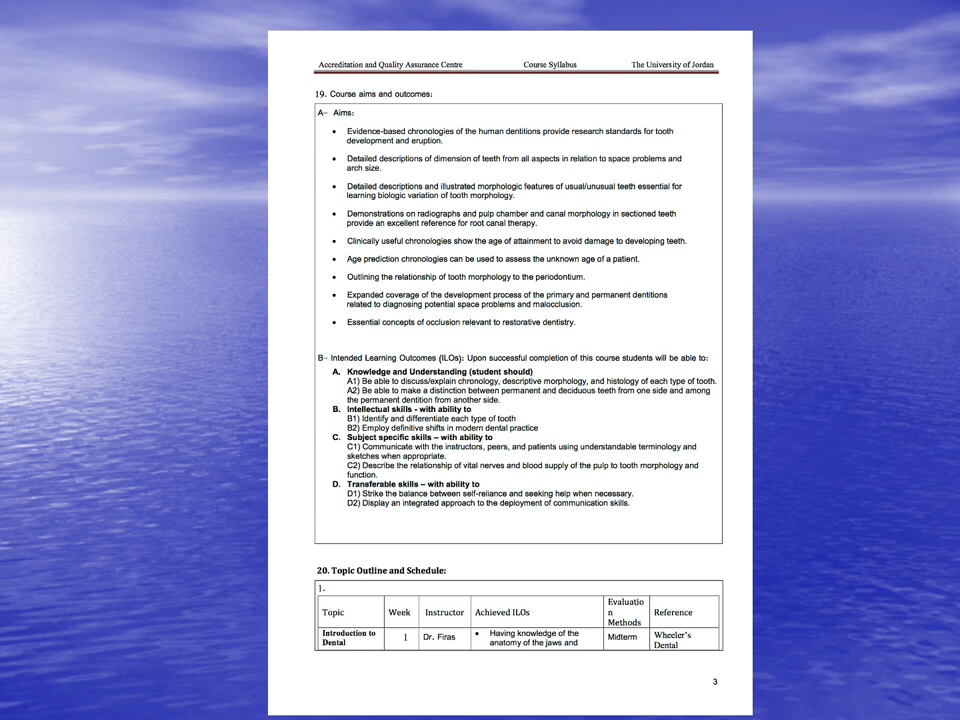 Accreditation and Quality Assurance Centre Course Syllabus The University of Jordan
19. Course aims and outcomes:
A– Aims:
• Evidence-based chronologies of the human dentitions provide research standards for tooth
development and eruption.
• Detailed descriptions of dimension of teeth from all aspects in relation to space problems and
arch size.
• Detailed descriptions and illustrated morphologic features of usual/unusual teeth essential for
learning biologic variation of tooth morphology.
• Demonstrations on radiographs and pulp chamber and canal morphology in sectioned teeth
provide an excellent reference for root canal therapy.
• Clinically useful chronologies show the age of attainment to avoid damage to developing teeth.
• Age prediction chronologies can be used to assess the unknown age of a patient.
• Outlining the relationship of tooth morphology to the periodontium.
• Expanded coverage of the development process of the primary and permanent dentitions
related to diagnosing potential space problems and malocclusion.
• Essential concepts of occlusion relevant to restorative dentistry.
B– Intended Learning Outcomes (ILOs): Upon successful completion of this course students will be able to:
A. Knowledge and Understanding (student should)
A1) Be able to discuss/explain chronology, descriptive morphology, and histology of each type of tooth.
A2) Be able to make a distinction between permanent and deciduous teeth from one side and among
the permanent dentition from another side.
B. Intellectual skills - with ability to
B1) Identify and differentiate each type of tooth
B2) Employ definitive shifts in modern dental practice
C. Subject specific skills – with ability to
C1) Communicate with the instructors, peers, and patients using understandable terminology and
sketches when appropriate.
C2) Describe the relationship of vital nerves and blood supply of the pulp to tooth morphology and
function.
D. Transferable skills – with ability to
D1) Strike the balance between self-reliance and seeking help when necessary.
D2) Display an integrated approach to the deployment of communication skills.
20. Topic Outline and Schedule:
1.
Topic Week Instructor Achieved ILOs Evaluatio
n
Methods Reference
Introduction to
Dental 1 Dr. Firas • Having knowledge of the
anatomy of the jaws and Midterm Wheeler's
Dental
3